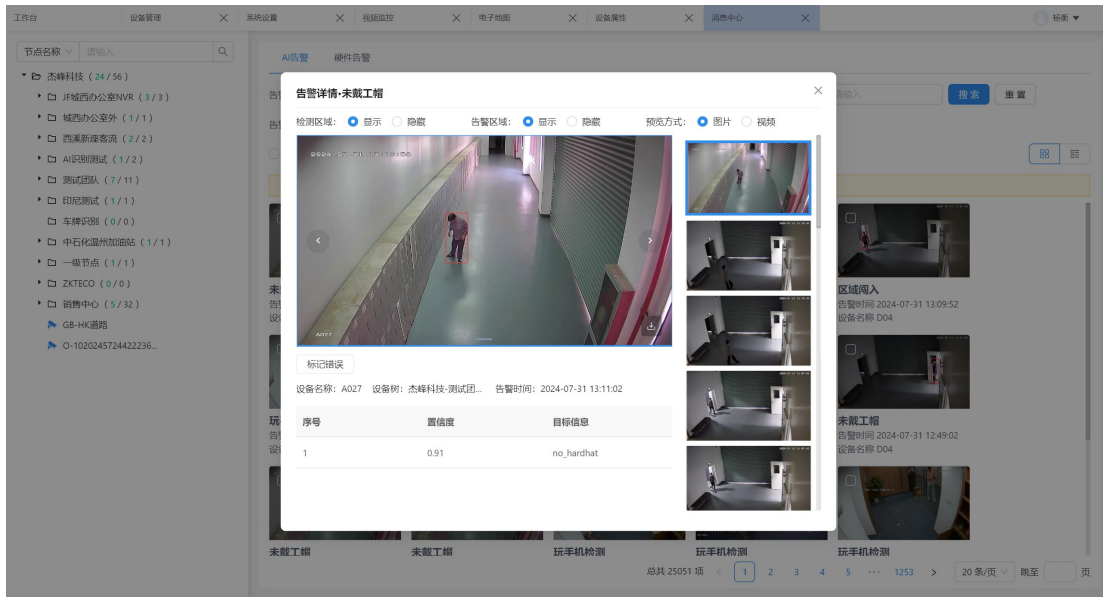 工作台 设备管理 系统设置 视频监控 电子地图 设备属性 消息中心 杨衡
节点名称 请输入
杰峰科技 ( 24 / 56 )
JF城西办公室NVR ( 3 / 3 )
城西办公室外 ( 1 / 1 )
西溪新座客流 ( 2 / 2 )
AI识别测试 ( 1 / 2 )
测试团队 ( 7 / 11 )
印尼测试 ( 1 / 1 )
车牌识别 ( 0 / 0 )
中石化温州加油站 ( 1 / 1 )
一级节点 ( 1 / 1 )
ZKTECO ( 0 / 0 )
销售中心 ( 5 / 32 )
GB-HK道路
O-1020245724422236...
AI告警 硬件告警
搜索 重置
告警详情•未戴工帽
检测区域: 显示 隐藏 告警区域: 显示 隐藏 预览方式: 图片 视频
A027
标记错误
设备名称: A027 设备树: 杰峰科技-测试团... 告警时间: 2024-07-31 13:11:02
序号 置信度 目标信息
1 0.91 no_hardhat
区域闯入
告警时间 2024-07-31 13:09:52
设备名称 D04
未戴工帽
告警时间 2024-07-31 12:49:02
设备名称 D04
未戴工帽 未戴工帽 玩手机检测 玩手机检测 玩手机检测
总共 25051 项 < 1 2 3 4 5 ••• 1253 > 20 条/页 跳至 页